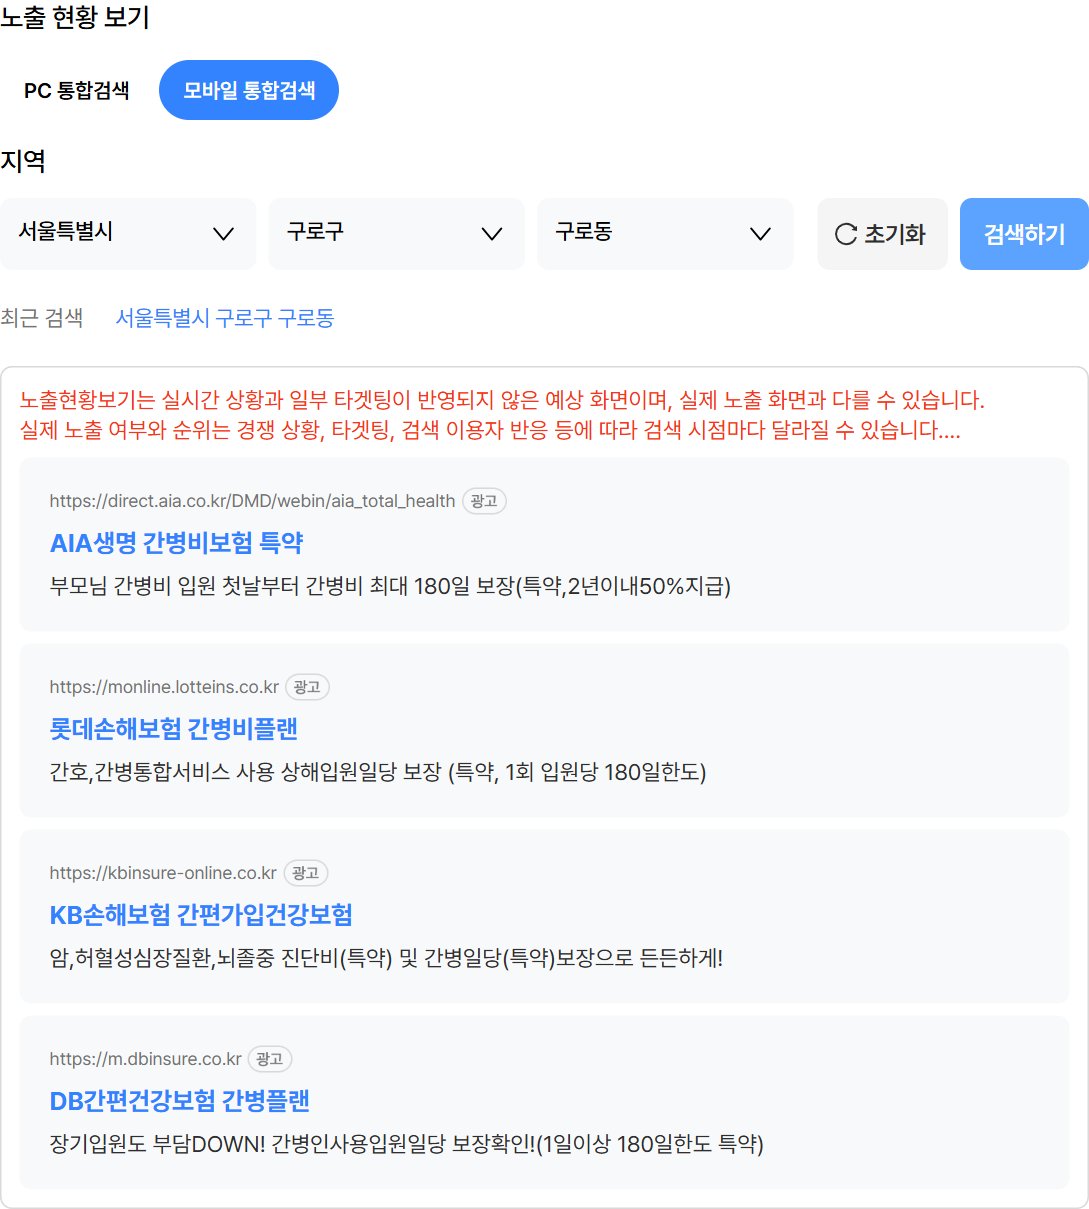 노출 현황 보기
PC 통합검색 모바일 통합검색
지역
서울특별시 구로구 구로동 초기화 검색하기
최근 검색 서울특별시 구로구 구로동
노출현황보기는 실시간 상황과 일부 타겟팅이 반영되지 않은 예상 화면이며, 실제 노출 화면과 다를 수 있습니다.
실제 노출 여부와 순위는 경쟁 상황, 타겟팅, 검색 이용자 반응 등에 따라 검색 시점마다 달라질 수 있습니다....
https://direct.aia.co.kr/DMD/webin/aia_total_health 광고
AIA생명 간병비보험 특약
부모님 간병비 입원 첫날부터 간병비 최대 180일 보장(특약,2년이내50%지급)
https://monline.lotteins.co.kr 광고
롯데손해보험 간병비플랜
간호,간병통합서비스 사용 상해입원일당 보장 (특약, 1회 입원당 180일한도)
https://kbinsure-online.co.kr 광고
KB손해보험 간편가입건강보험
암,허혈성심장질환,뇌졸중 진단비(특약) 및 간병일당(특약)보장으로 든든하게!
https://m.dbinsure.co.kr 광고
DB간편건강보험 간병플랜
장기입원도 부담DOWN! 간병인사용입원일당 보장확인!(1일이상 180일한도 특약)